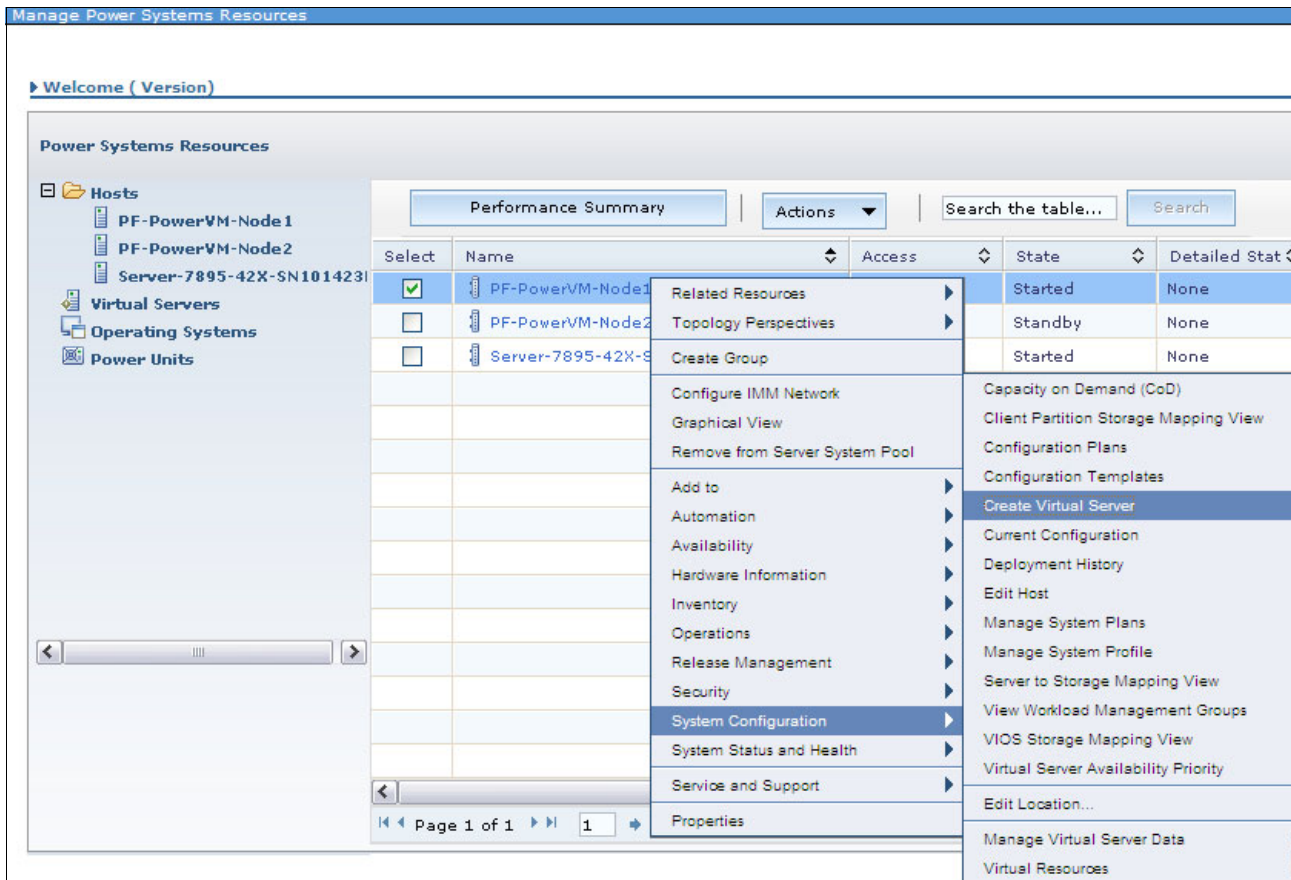 Manage Power Systems Resources
Welcome ( Version)
Power Systems Resources
Hosts
PF-PowerVM-Node1
PF-PowerVM-Node2
Server-7895-42X-SN101423
Virtual Servers
Operating Systems
Power Units
Performance Summary
Actions
Search the table...
Search
Select Name Access State Detailed Stat
PF-PowerVM-Node1 Started None
PF-PowerVM-Node2 Standby None
Server-7895-42X-S Started None
Related Resources
Topology Perspectives
Create Group
Configure IMM Network
Graphical View
Remove from Server System Pool
Add to
Automation
Availability
Hardware Information
Inventory
Operations
Release Management
Security
System Configuration
System Status and Health
Service and Support
Properties
Capacity on Demand (CoD)
Client Partition Storage Mapping View
Configuration Plans
Configuration Templates
Create Virtual Server
Current Configuration
Deployment History
Edit Host
Manage System Plans
Manage System Profile
Server to Storage Mapping View
View Workload Management Groups
VIOS Storage Mapping View
Virtual Server Availability Priority
Edit Location...
Manage Virtual Server Data
Virtual Resources
Page 1 of 1 1